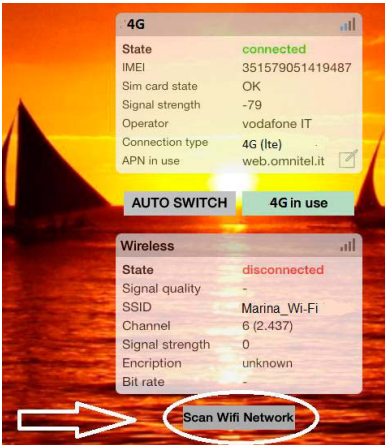 4G
State connected
IMEI 351579051419487
Sim card state OK
Signal strength -79
Operator vodafone IT
Connection type 4G (lte)
APN in use web.omnitel.it
AUTO SWITCH 4G in use
Wireless
State disconnected
Signal quality -
SSID Marina_Wi-Fi
Channel 6 (2.437)
Signal strength 0
Encription unknown
Bit rate -
Scan Wifi Network